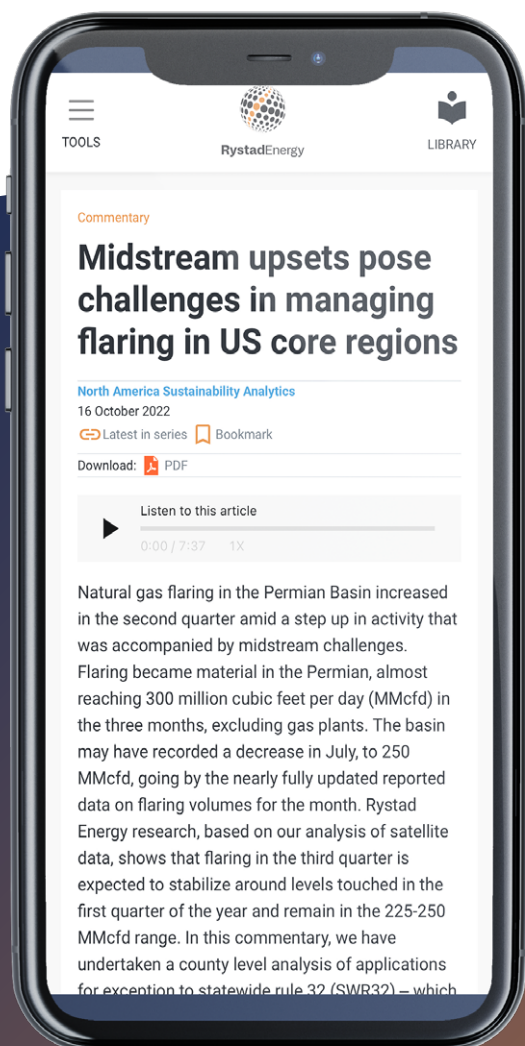 TOOLS
RystadEnergy
LIBRARY
Commentary
Midstream upsets pose
challenges in managing
flaring in US core regions
North America Sustainability Analytics
16 October 2022
Latest in series Bookmark
Download: PDF
Listen to this article
0:00 / 7:37 1X
Natural gas flaring in the Permian Basin increased
in the second quarter amid a step up in activity that
was accompanied by midstream challenges.
Flaring became material in the Permian, almost
reaching 300 million cubic feet per day (MMcfd) in
the three months, excluding gas plants. The basin
may have recorded a decrease in July, to 250
MMcfd, going by the nearly fully updated reported
data on flaring volumes for the month. Rystad
Energy research, based on our analysis of satellite
data, shows that flaring in the third quarter is
expected to stabilize around levels touched in the
first quarter of the year and remain in the 225-250
MMcfd range. In this commentary, we have
undertaken a county level analysis of applications
for exception to statewide rule 32 (SWR32) – which